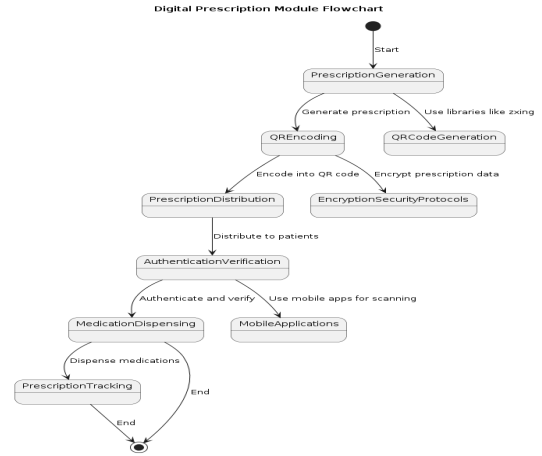 Digital Prescription Module Flowchart
Start
PrescriptionGeneration
Generate prescription
Use libraries like zxing
QREncoding
QRCodeGeneration
Encode into QR code
Encrypt prescription data
PrescriptionDistribution
EncryptionSecurityProtocols
Distribute to patients
AuthenticationVerification
Authenticate and verify
Use mobile apps for scanning
MedicationDispensing
MobileApplications
Dispense medications
PrescriptionTracking
End
End